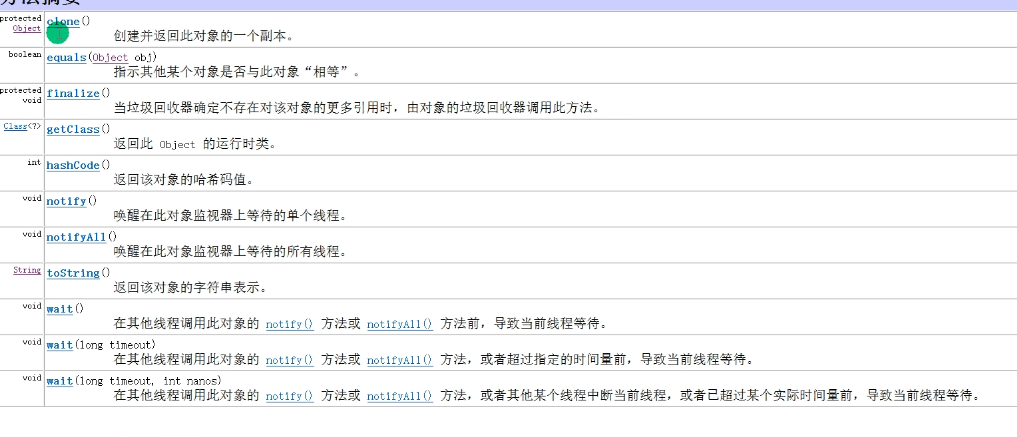 方法摘要
protected Object clone()
创建并返回此对象的一个副本。
boolean equals(Object obj)
指示其他某个对象是否与此对象“相等”。
protected void finalize()
当垃圾回收器确定不存在对该对象的更多引用时，由对象的垃圾回收器调用此方法。
Class<?> getClass()
返回此 Object 的运行时类。
int hashCode()
返回该对象的哈希码值。
void notify()
唤醒在此对象监视器上等待的单个线程。
void notifyAll()
唤醒在此对象监视器上等待的所有线程。
String toString()
返回该对象的字符串表示。
void wait()
在其他线程调用此对象的 notify() 方法或 notifyAll() 方法前，导致当前线程等待。
void wait(long timeout)
在其他线程调用此对象的 notify() 方法或 notifyAll() 方法，或者超过指定的时间量前，导致当前线程等待。
void wait(long timeout, int nanos)
在其他线程调用此对象的 notify() 方法或 notifyAll() 方法，或者其他某个线程中断当前线程，或者已超过某个实际时间量前，导致当前线程等待。